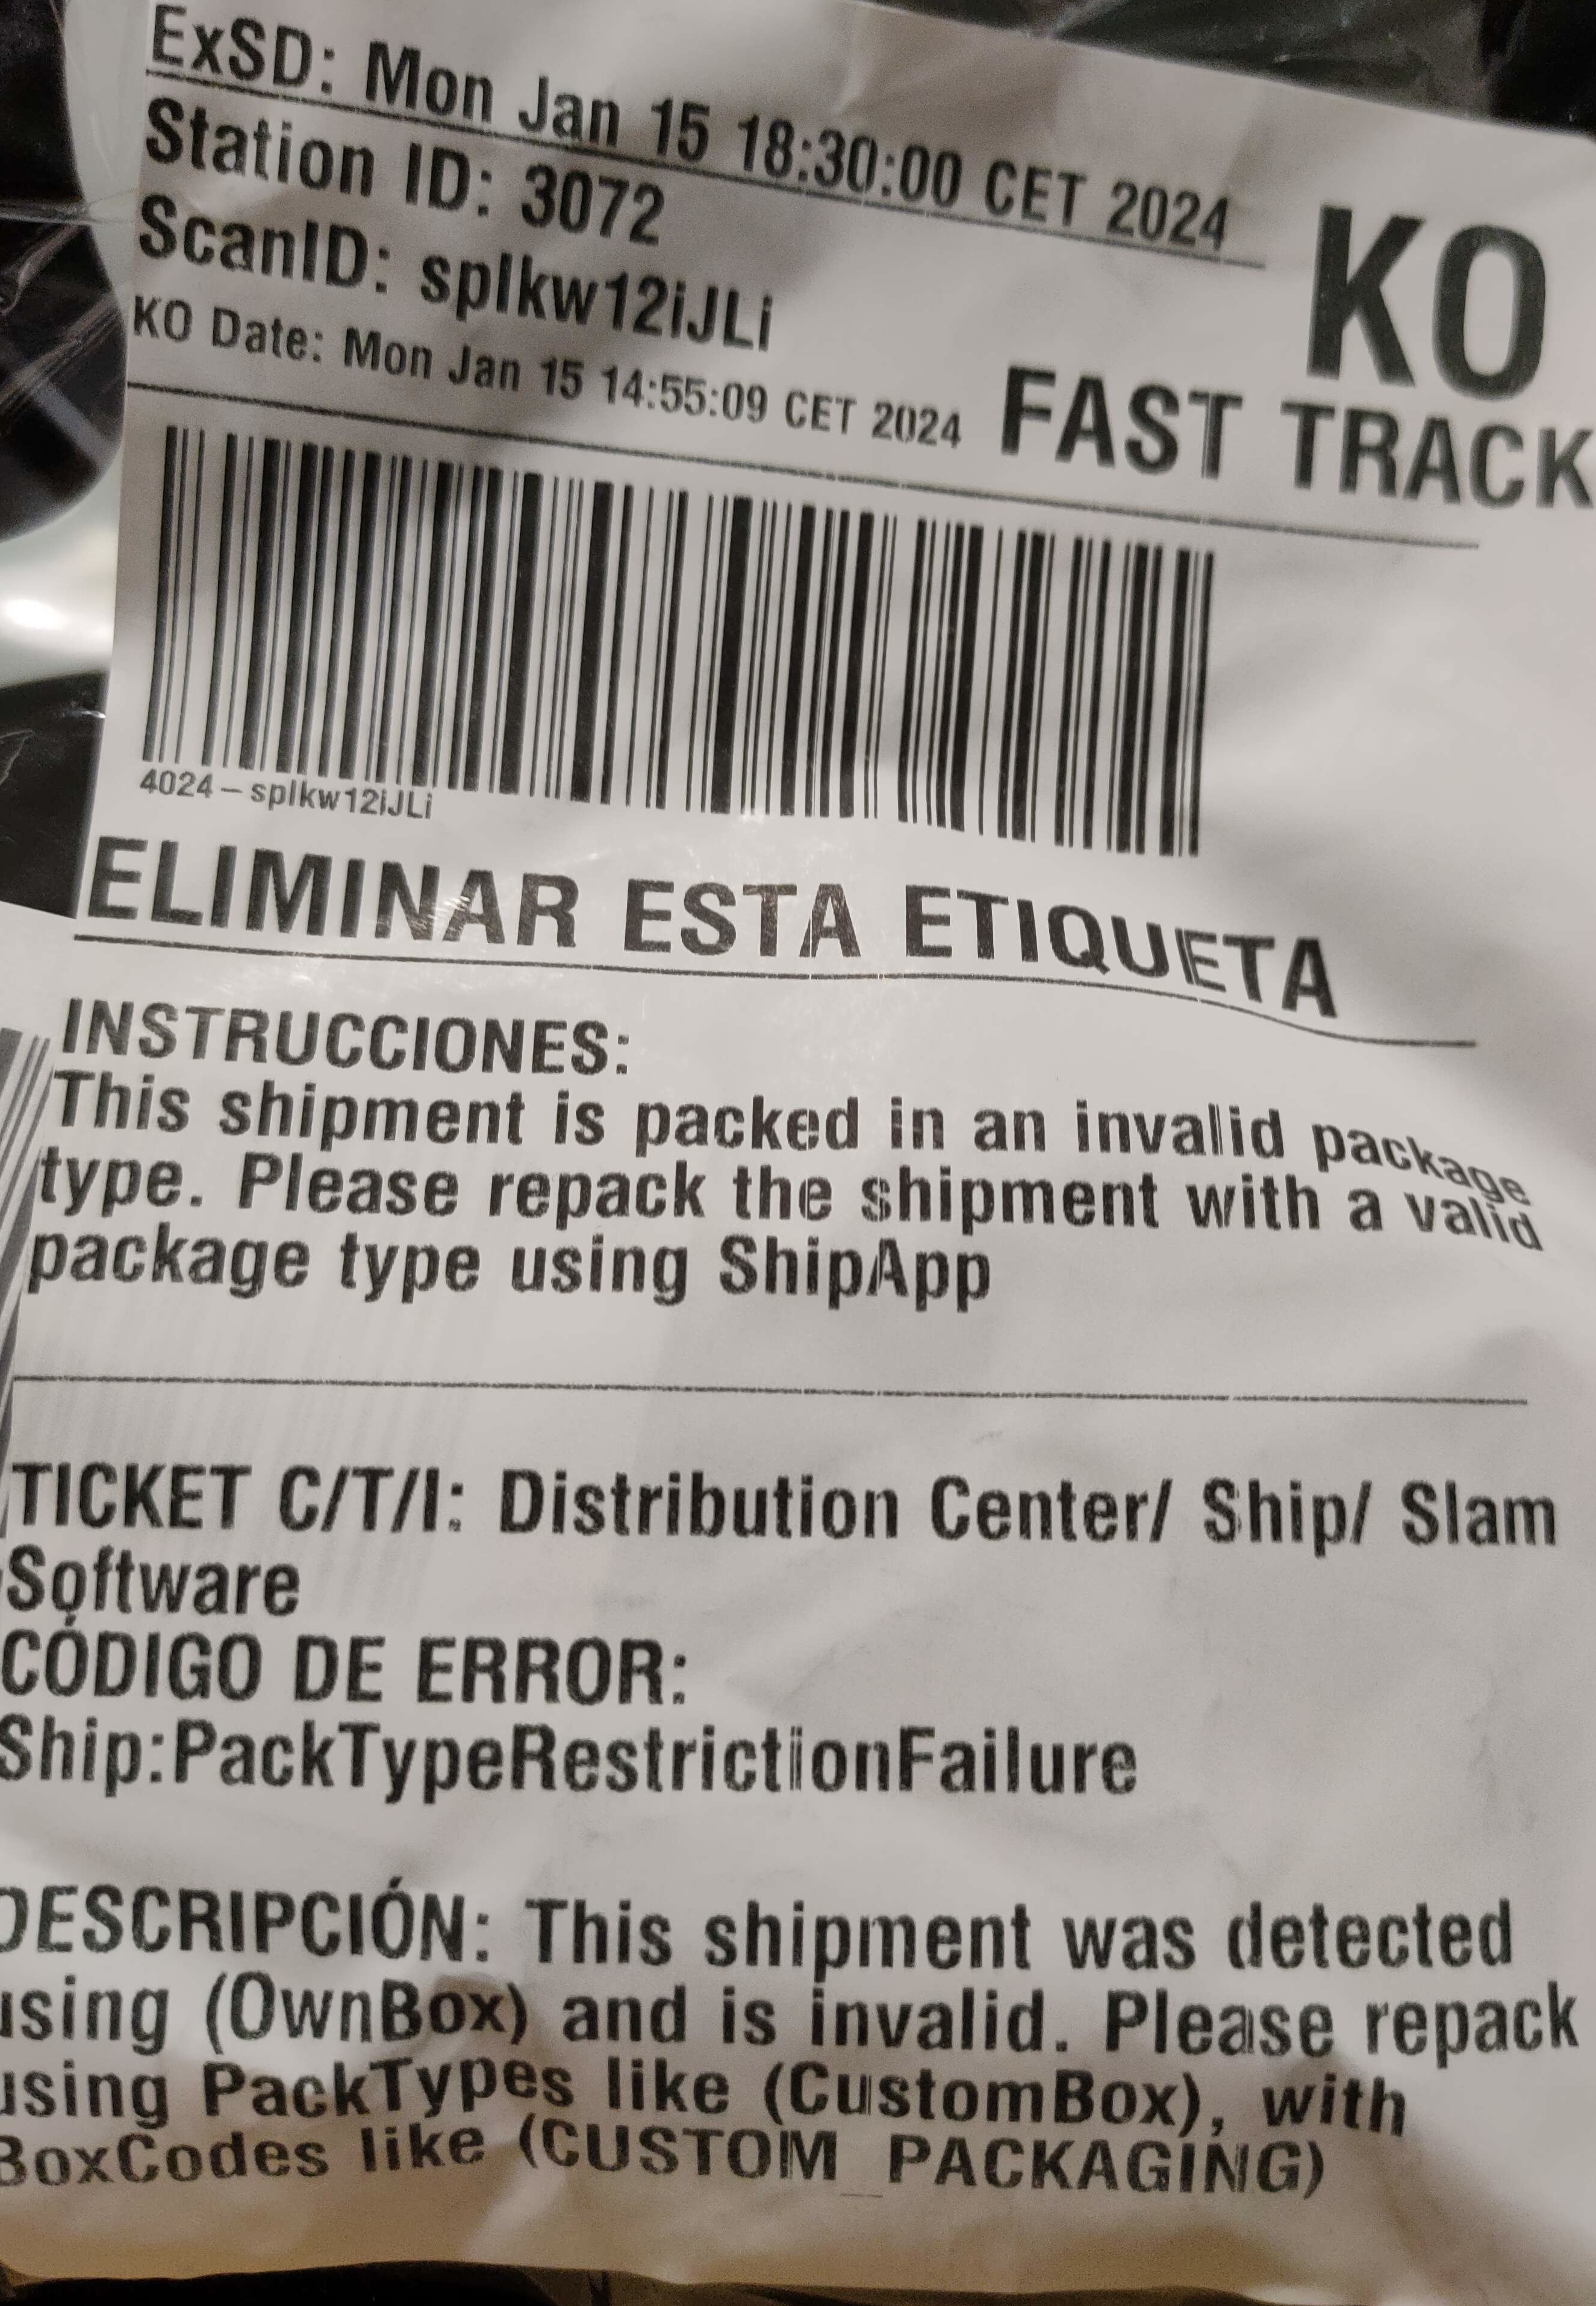 ExSD: Mon Jan 15 18:30:00 CET 2024
Station ID: 3072
ScanID: splkw12iJLi
KO
KO Date: Mon Jan 15 14:55:09 CET 2024
FAST TRACK
4024-splkw12iJLi
ELIMINAR ESTA ETIQUETA
INSTRUCCIONES:
This shipment is packed in an invalid package
type. Please repack the shipment with a valid
package type using ShipApp
TICKET C/T/I: Distribution Center/ Ship/ Slam
Software
CÓDIGO DE ERROR:
Ship:PackTypeRestrictionFailure
DESCRIPCIÓN: This shipment was detected
using (OwnBox) and is invalid. Please repack
using PackTypes like (CustomBox), with
BoxCodes like (CUSTOM_PACKAGING)